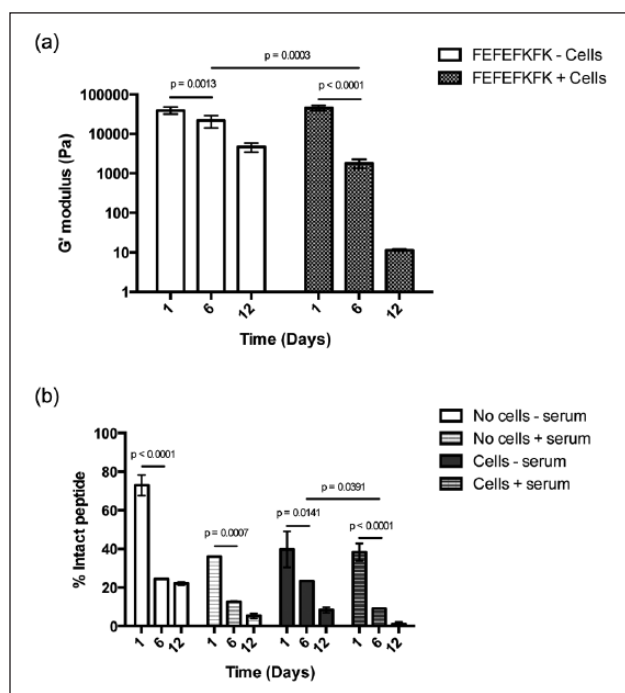 (a)
p = 0.0003
FEFEFKFK - Cells
FEFEFKFK + Cells
p = 0.0013
p < 0.0001
100000
10000
1000
100
10
1
G' modulus (Pa)
1 6 12 1 6 12
Time (Days)
(b)
No cells - serum
No cells + serum
Cells - serum
Cells + serum
100
80
60
40
20
0
% Intact peptide
p < 0.0001
p = 0.0391
p = 0.0141
p < 0.0001
p = 0.0007
1 6 12 1 6 12 1 6 12 1 6 12
Time (Days)